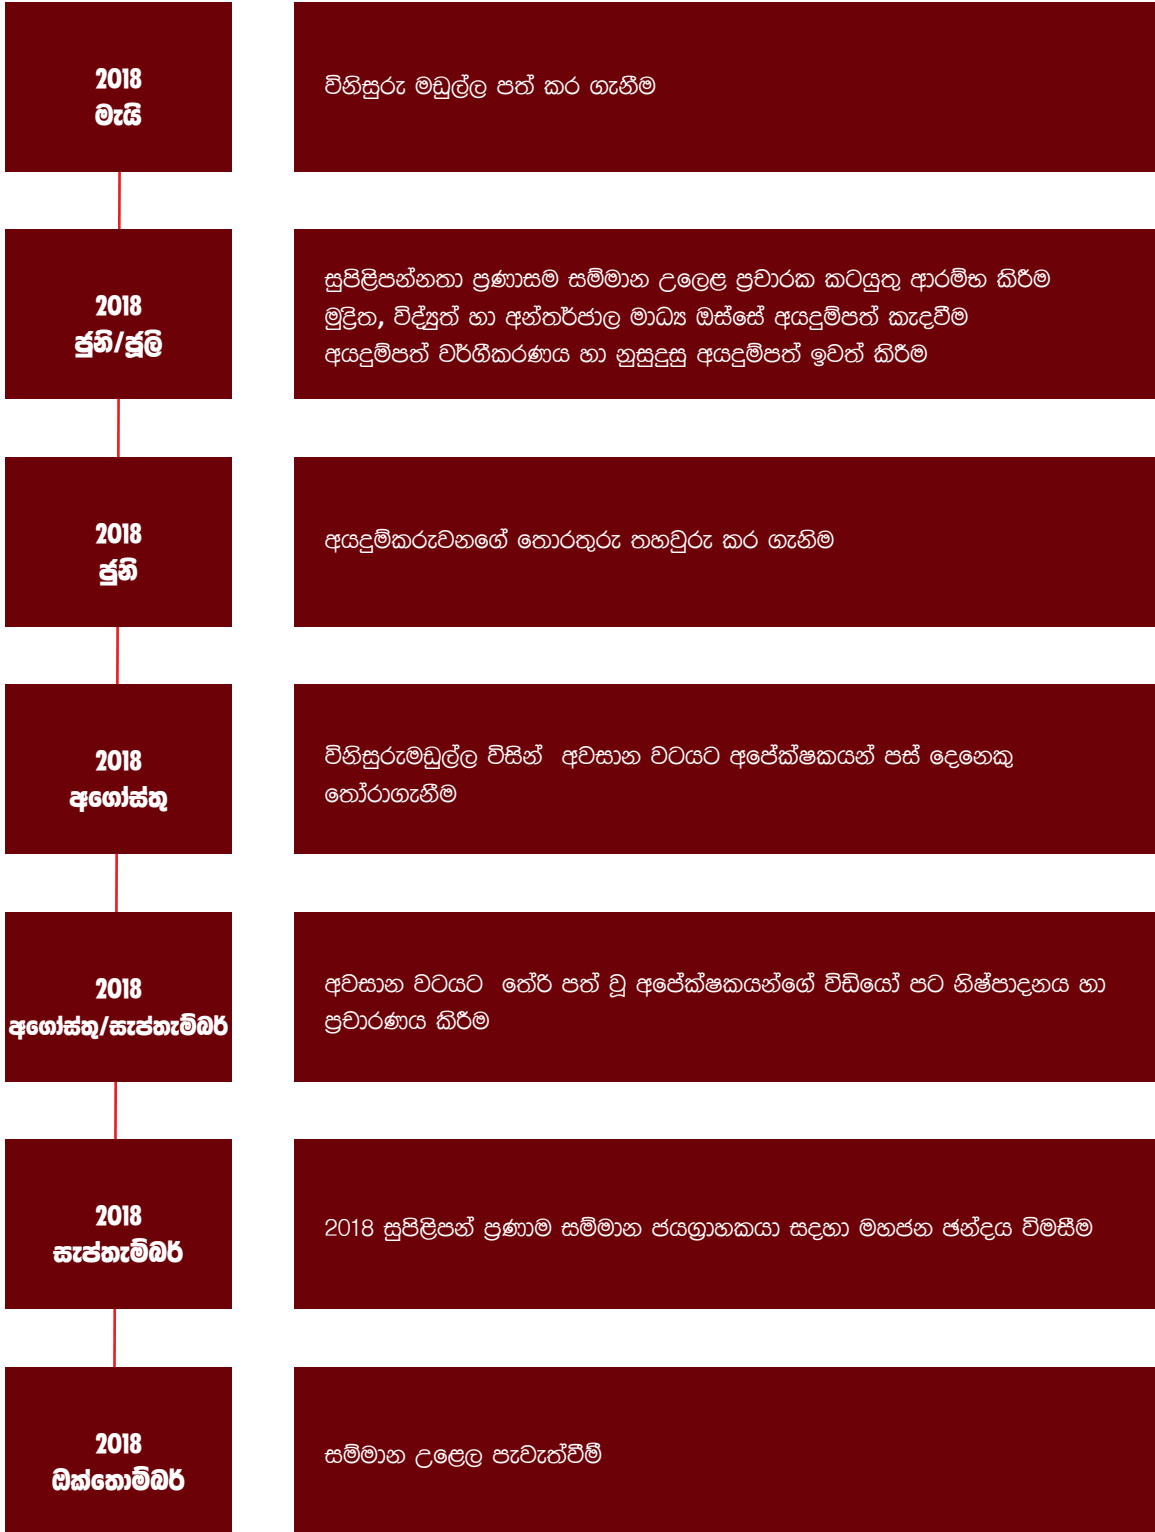 2018
මැයි
විනිසුරු මඩුල්ල පත් කර ගැනීම
2018
ජුනි/ජූලි
සුපිළිපන්නතා ප්‍රණාසම සම්මාන උලෙළ ප්‍රචාරක කටයුතු ආරම්භ කිරීම
මුද්‍රිත, විද්‍යුත් හා අන්තර්ජාල මාධ්‍ය ඔස්සේ අයදුම්පත් කැදවීම
අයදුම්පත් වර්ගීකරණය හා නුසුදුසු අයදුම්පත් ඉවත් කිරීම
2018
ජුනි
අයදුම්කරුවනගේ තොරතුරු තහවුරු කර ගැනිම
2018
අගෝස්තු
විනිසුරුමඩුල්ල විසින් අවසාන වටයට අපේක්ෂකයන් පස් දෙනෙකු
තෝරාගැනීම
2018
අගෝස්තු/සැප්තැම්බර්
අවසාන වටයට තේරි පත් වූ අපේක්ෂකයන්ගේ විඩියෝ පට නිෂ්පාදනය හා
ප්‍රචාරණය කිරීම
2018
සැප්තැම්බර්
2018 සුපිළිපන් ප්‍රණාම සම්මාන ජයග්‍රාහකයා සදහා මහජන ඡන්දය විමසීම
2018
ඔක්තොම්බර්
සම්මාන උළෙල පැවැත්වීමී